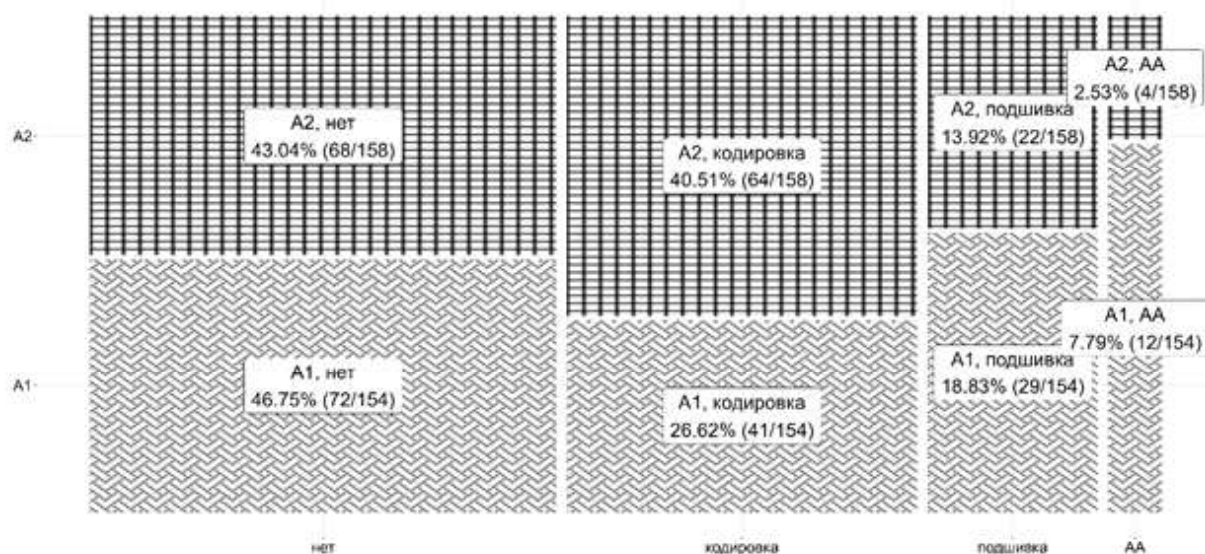 A2, AA
2.53% (4/158)
A2, нет
43.04% (68/158)
A2, подшивка
13.92% (22/158)
A2
A2, кодировка
40.51% (64/158)
A1, AA
7.79% (12/154)
A1, нет
46.75% (72/154)
A1, подшивка
18.83% (29/154)
A1
A1, кодировка
26.62% (41/154)
нет
кодировка
подшивка
AA